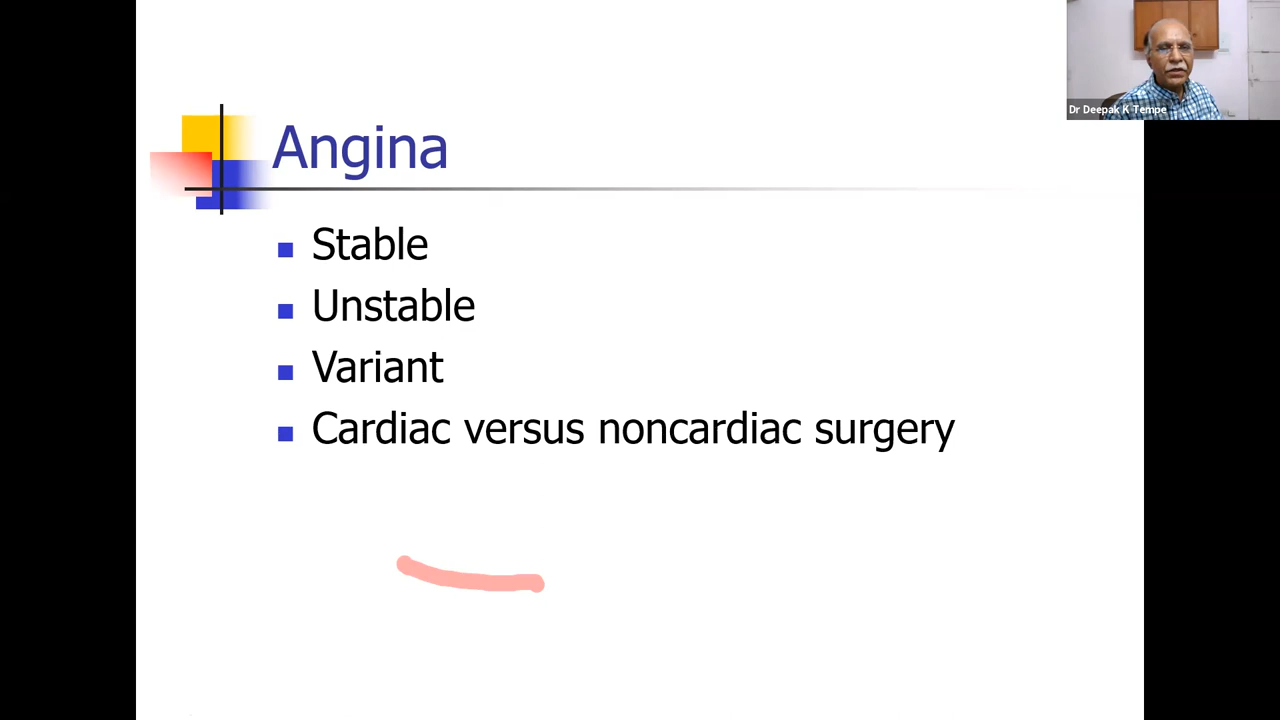 Dr Deepak K Tempe
Angina
Stable
Unstable
Variant
Cardiac versus noncardiac surgery